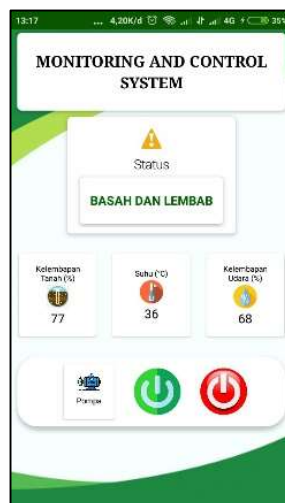 13:17 ... 4,20K/d 4G 35%
MONITORING AND CONTROL
SYSTEM
Status
BASAH DAN LEMBAB
Kelembapan
Tanah (%)
77
Suhu (°C)
36
Kelembapan
Udara (%)
68
Pompa